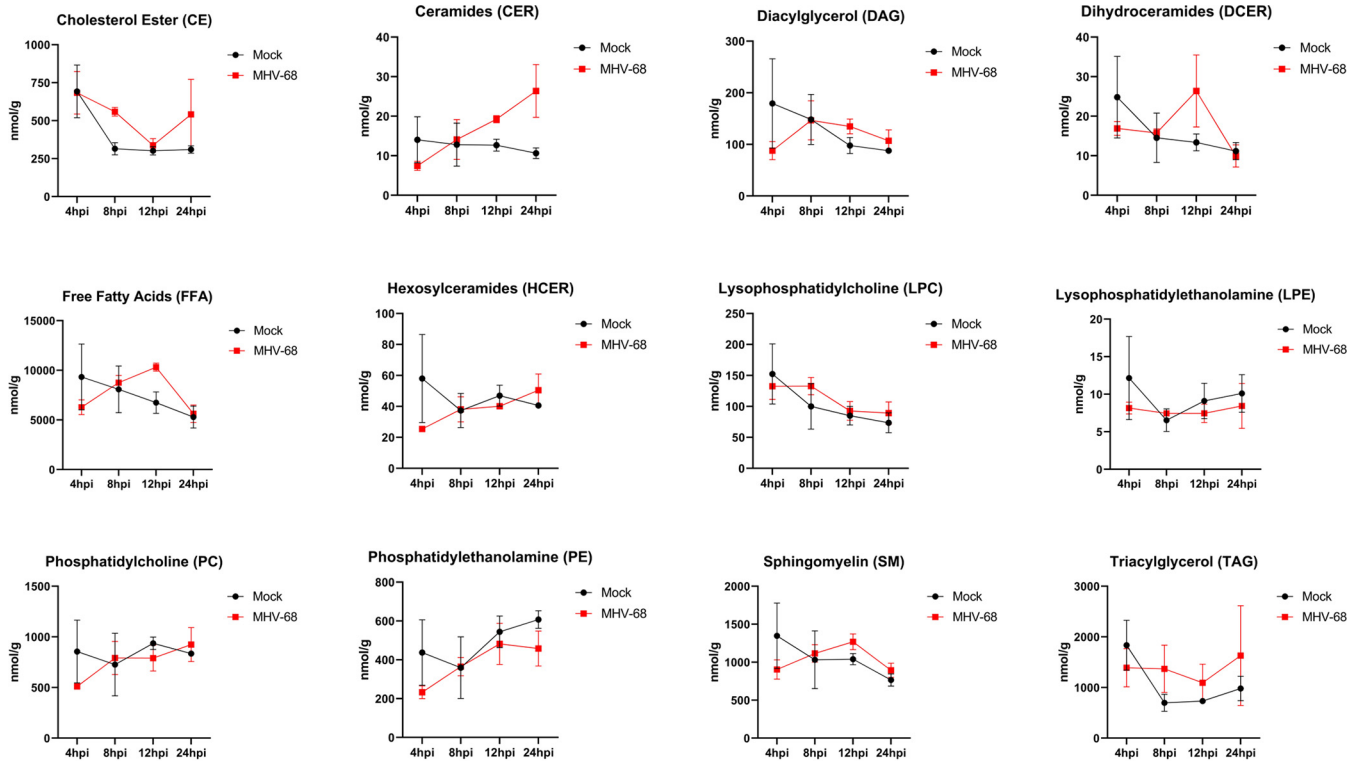 Cholesterol Ester (CE)
1000
750
500
250
0
nmol/g
4hpi 8hpi 12hpi 24hpi
Mock
MHV-68
Ceramides (CER)
40
30
20
10
0
nmol/g
4hpi 8hpi 12hpi 24hpi
Mock
MHV-68
Diacylglycerol (DAG)
300
200
100
0
nmol/g
4hpi 8hpi 12hpi 24hpi
Mock
MHV-68
Dihydroceramides (DCER)
40
30
20
10
0
nmol/g
4hpi 8hpi 12hpi 24hpi
Mock
MHV-68
Free Fatty Acids (FFA)
15000
10000
5000
0
nmol/g
4hpi 8hpi 12hpi 24hpi
Mock
MHV-68
Hexosylceramides (HCER)
100
80
60
40
20
0
nmol/g
4hpi 8hpi 12hpi 24hpi
Mock
MHV-68
Lysophosphatidylcholine (LPC)
250
200
150
100
50
0
nmol/g
4hpi 8hpi 12hpi 24hpi
Mock
MHV-68
Lysophosphatidylethanolamine (LPE)
20
15
10
5
0
nmol/g
4hpi 8hpi 12hpi 24hpi
Mock
MHV-68
Phosphatidylcholine (PC)
1500
1000
500
0
nmol/g
4hpi 8hpi 12hpi 24hpi
Mock
MHV-68
Phosphatidylethanolamine (PE)
800
600
400
200
0
nmol/g
4hpi 8hpi 12hpi 24hpi
Mock
MHV-68
Sphingomyelin (SM)
2000
1500
1000
500
0
nmol/g
4hpi 8hpi 12hpi 24hpi
Mock
MHV-68
Triacylglycerol (TAG)
3000
2000
1000
0
nmol/g
4hpi 8hpi 12hpi 24hpi
Mock
MHV-68